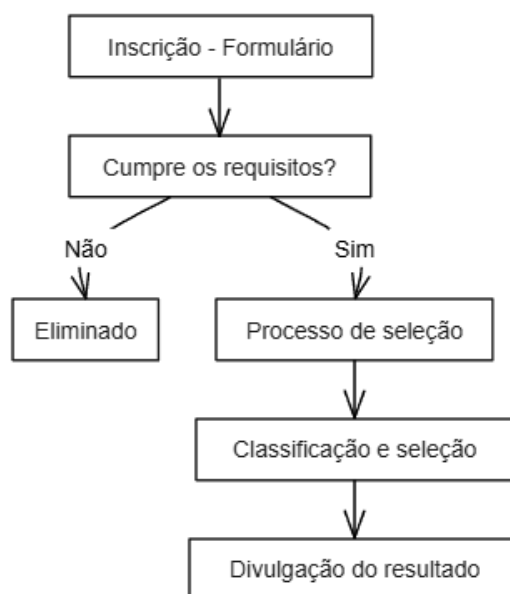 Inscrição - Formulário
Cumpre os requisitos?
Não
Sim
Eliminado
Processo de seleção
Classificação e seleção
Divulgação do resultado